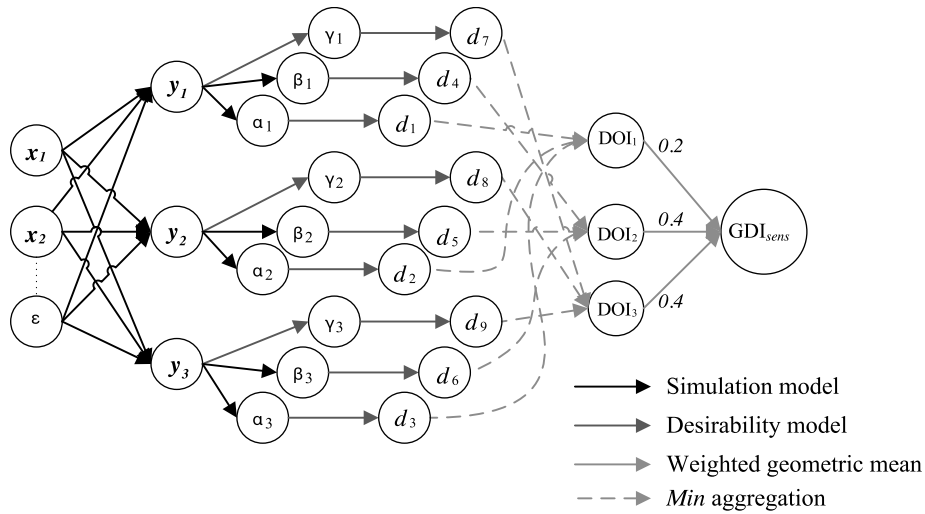 γ1
d7
y1
β1
d4
α1
d1
DOI1
0.2
x1
γ2
d8
x2
y2
β2
d5
DOI2
0.4
GDIsens
α2
d2
ε
γ3
d9
DOI3
0.4
y3
β3
d6
α3
d3
Simulation model
Desirability model
Weighted geometric mean
Min aggregation